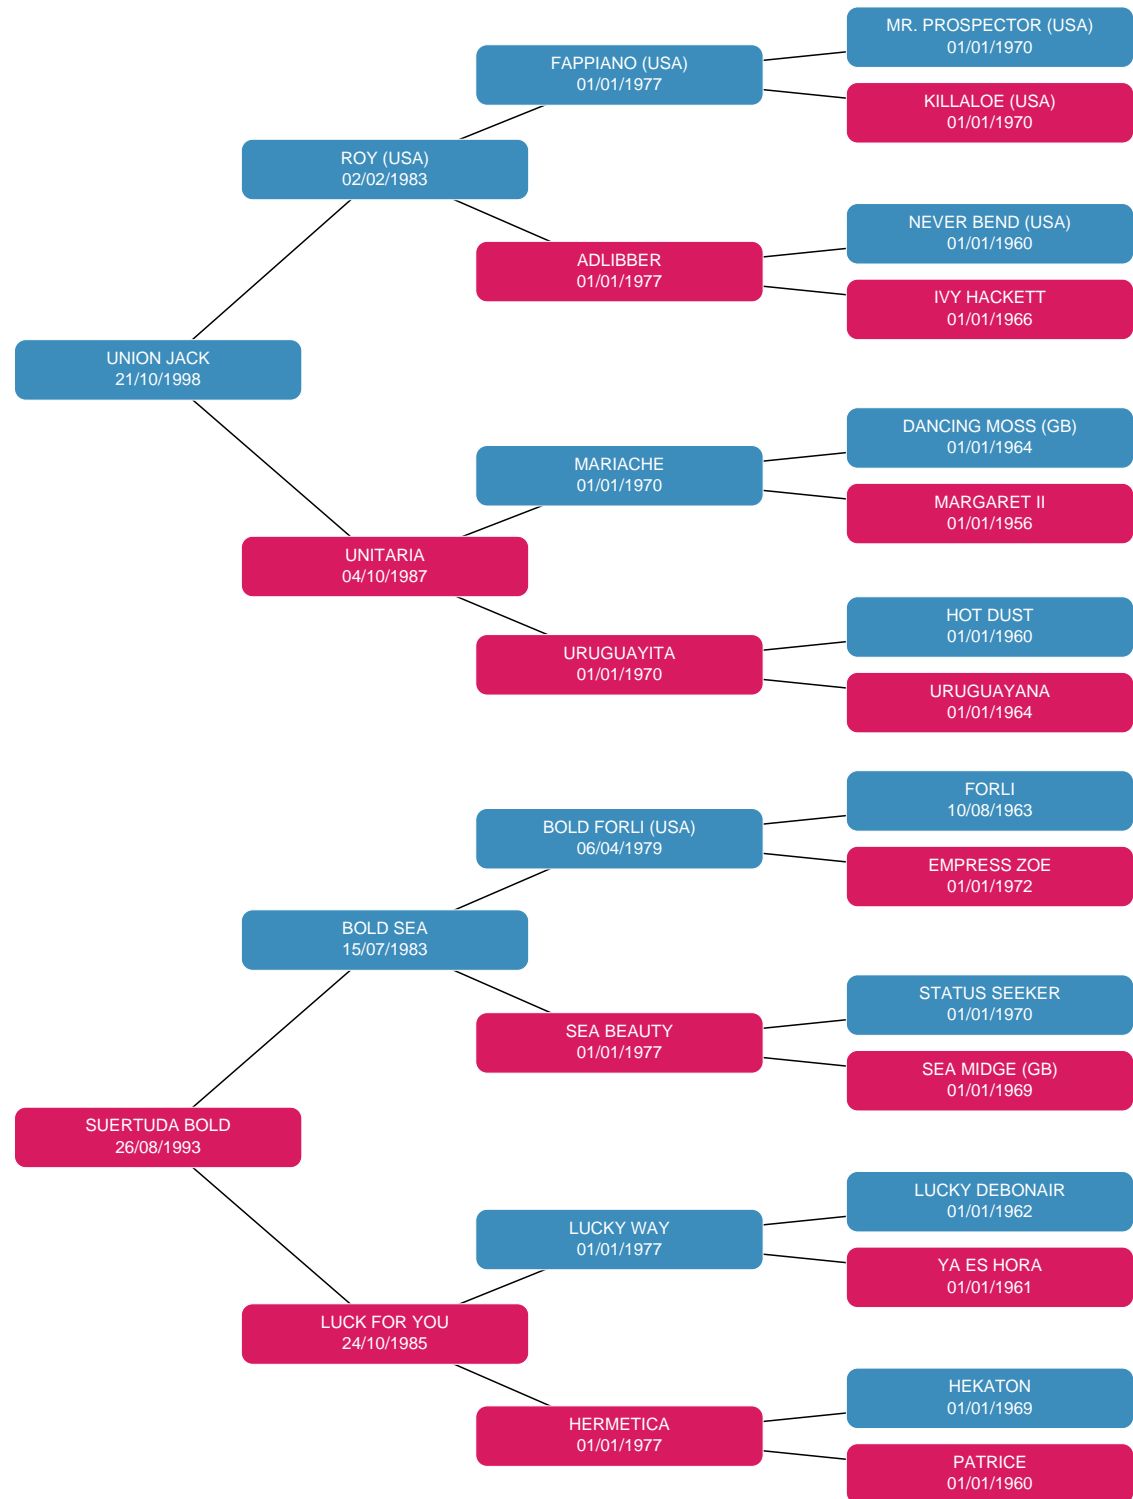 MR. PROSPECTOR (USA)
01/01/1970
FAPPIANO (USA)
01/01/1977
KILLALOE (USA)
01/01/1970
ROY (USA)
02/02/1983
NEVER BEND (USA)
01/01/1960
ADLIBBER
01/01/1977
IVY HACKETT
01/01/1966
UNION JACK
21/10/1998
DANCING MOSS (GB)
01/01/1964
MARIACHE
01/01/1970
MARGARET II
01/01/1956
UNITARIA
04/10/1987
HOT DUST
01/01/1960
URUGUAYITA
01/01/1970
URUGUAYANA
01/01/1964
FORLI
10/08/1963
BOLD FORLI (USA)
06/04/1979
EMPRESS ZOE
01/01/1972
BOLD SEA
15/07/1983
STATUS SEEKER
01/01/1970
SEA BEAUTY
01/01/1977
SEA MIDGE (GB)
01/01/1969
SUERTUDA BOLD
26/08/1993
LUCKY DEBONAIR
01/01/1962
LUCKY WAY
01/01/1977
YA ES HORA
01/01/1961
LUCK FOR YOU
24/10/1985
HEKATON
01/01/1969
HERMETICA
01/01/1977
PATRICE
01/01/1960